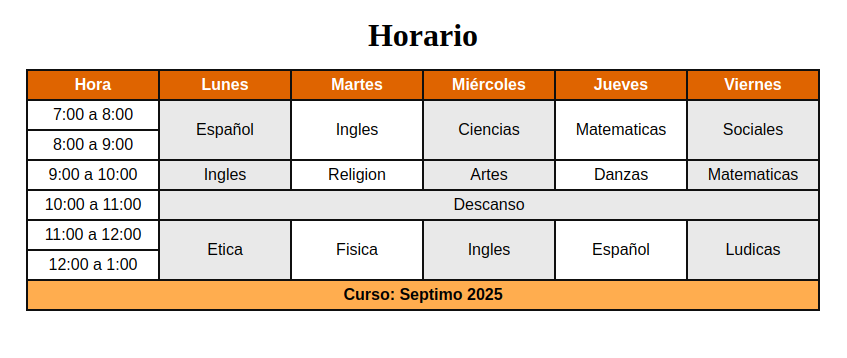 Horario
Hora Lunes Martes Miércoles Jueves Viernes
7:00 a 8:00 Español Ingles Ciencias Matematicas Sociales
8:00 a 9:00
9:00 a 10:00 Ingles Religion Artes Danzas Matematicas
10:00 a 11:00 Descanso
11:00 a 12:00 Etica Fisica Ingles Español Ludicas
12:00 a 1:00
Curso: Septimo 2025